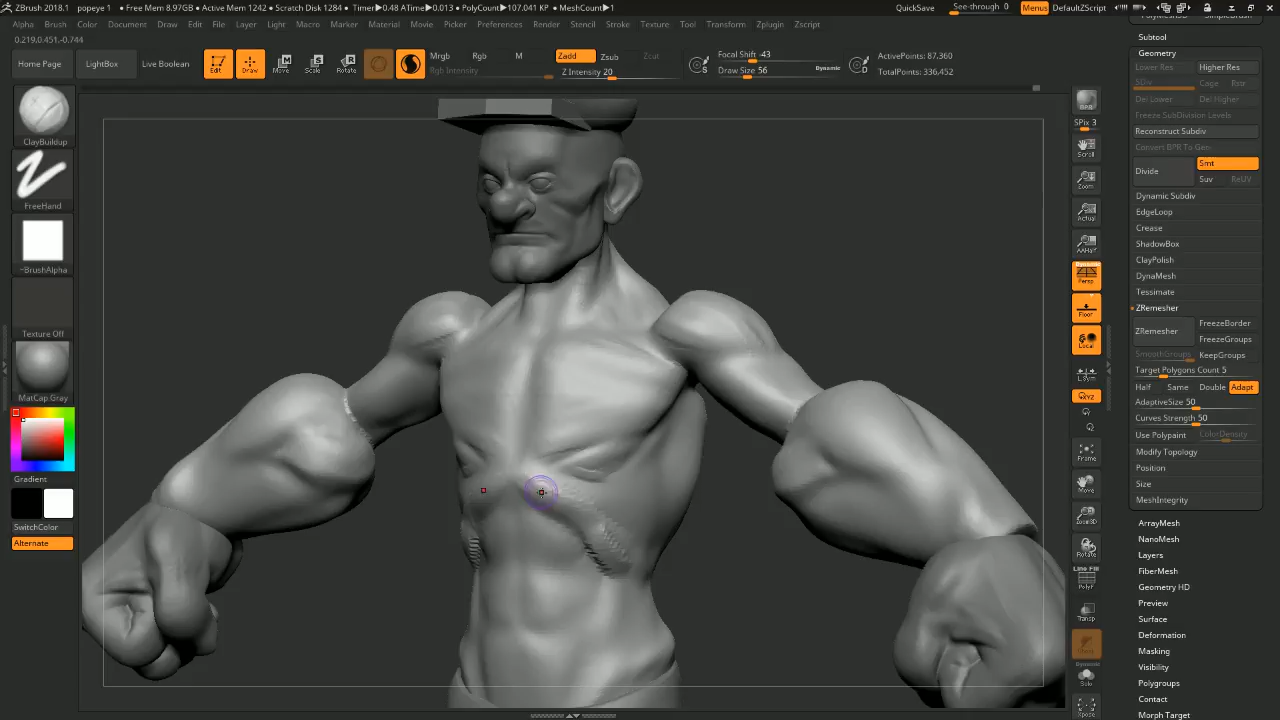 ZBrush 2018.1 popeye 1 • Free Mem 8.97GB • Active Mem 1242 • Scratch Disk 1284 • Timer▶0.48 ATime▶0.013 • PolyCount▶107.041 KP • MeshCount▶1
QuickSave See-through 0 Menus DefaultZScript
Alpha Brush Color Document Draw Edit File Layer Light Macro Marker Material Movie Picker Preferences Render Stencil Stroke Texture Tool Transform Zplugin Zscript
0.219,0.451,-0.744
Home Page LightBox Live Boolean Edit Draw Move Scale Rotate
Mrgb Rgb M Zadd Zsub Zcut
Rgb Intensity Z Intensity 20
Focal Shift -43
Draw Size 56 Dynamic
S D
ActivePoints: 87,360
TotalPoints: 336,452
ClayBuildup
FreeHand
~BrushAlpha
Texture Off
MatCap Gray
Gradient
SwitchColor
Alternate
BPR
SPix 3
Scroll
Zoom
Actual
AAHalf
Dynamic
Persp
Floor
Local
L.Sym
Frame
Move
Zoom3D
Rotate
Line Fill
PolyF
Transp
Dynamic
Solo
Xpose
Subtool
Geometry
Lower Res Higher Res
SDiv Cage Rstr
Del Lower Del Higher
Freeze SubDivision Levels
Reconstruct Subdiv
Convert BPR To Geo
Divide Smt
Suv ReUV
Dynamic Subdiv
EdgeLoop
Crease
ShadowBox
ClayPolish
DynaMesh
Tessimate
ZRemesher
ZRemesher FreezeBorder
FreezeGroups
SmoothGroups KeepGroups
Target Polygons Count 5
Half Same Double Adapt
AdaptiveSize 50
Curves Strength 50
Use Polypaint ColorDensity
Modify Topology
Position
Size
MeshIntegrity
ArrayMesh
NanoMesh
Layers
FiberMesh
Geometry HD
Preview
Surface
Deformation
Masking
Visibility
Polygroups
Contact
Morph Target